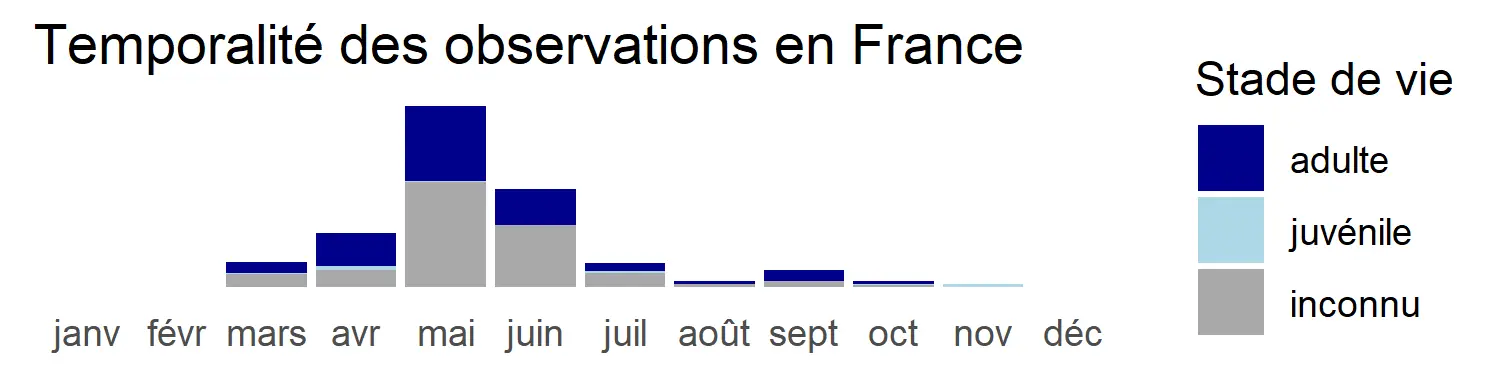 Temporalité des observations en France
janv févr mars avr mai juin juil août sept oct nov déc
Stade de vie
adulte
juvénile
inconnu